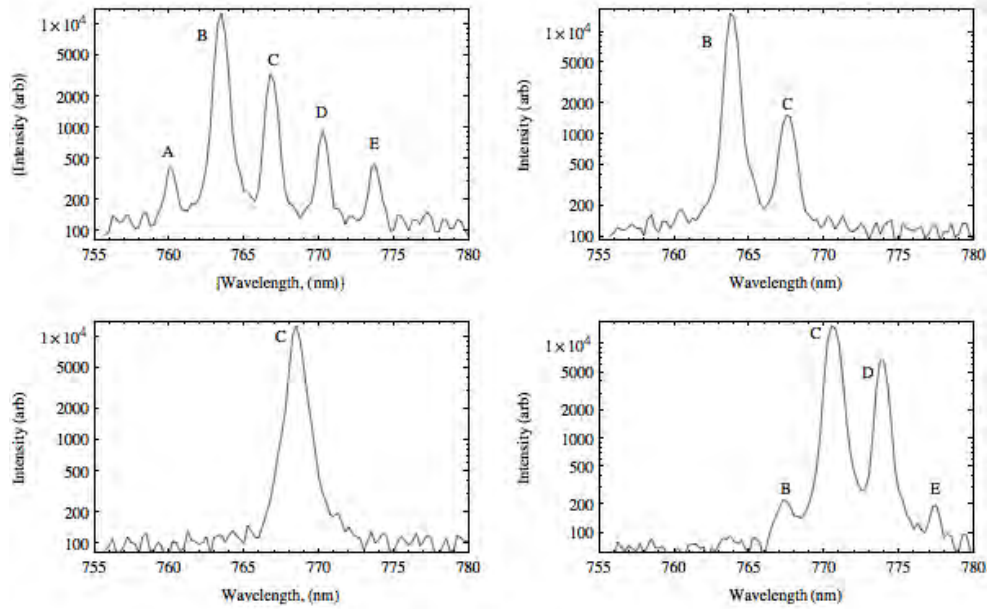 1×10⁴
5000
2000
1000
500
200
100
A
B
C
D
E
755
760
765
770
775
780
{Intensity (arb)}
{Wavelength, (nm)}
1×10⁴
5000
2000
1000
500
200
100
B
C
755
760
765
770
775
780
Intensity (arb)
Wavelength (nm)
1×10⁴
5000
2000
1000
500
200
100
C
755
760
765
770
775
780
Intensity (arb)
Wavelength, (nm)
1×10⁴
5000
2000
1000
500
200
100
B
C
D
E
755
760
765
770
775
780
Intensity (arb)
Wavelength (nm)